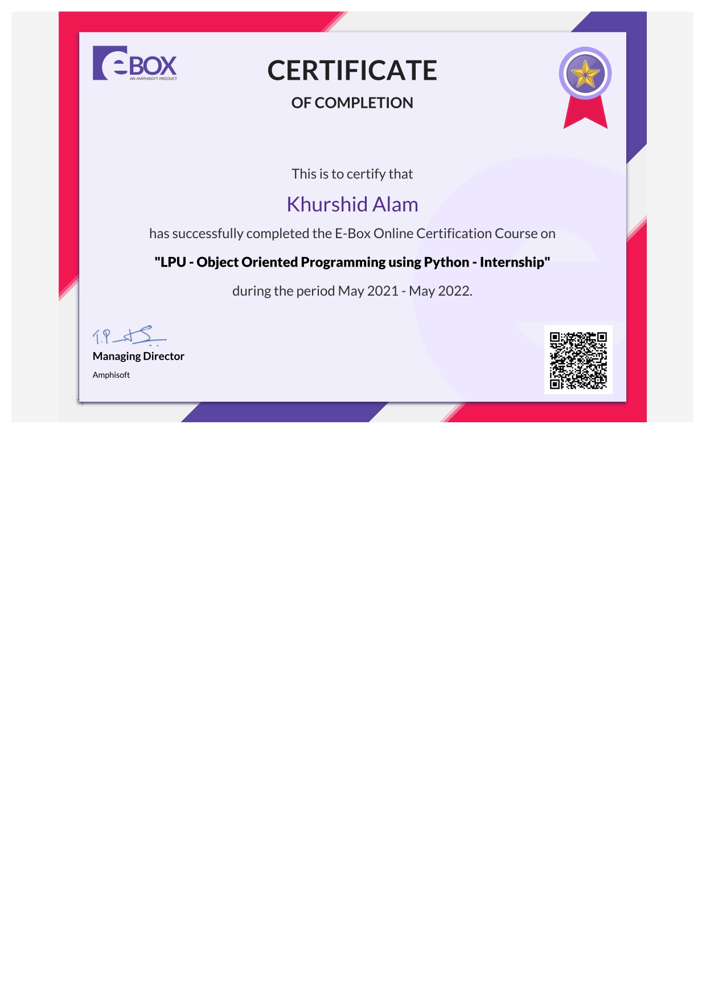 eBOX
AN AMPHISOFT PRODUCT
CERTIFICATE
OF COMPLETION
This is to certify that
Khurshid Alam
has successfully completed the E-Box Online Certification Course on
"LPU - Object Oriented Programming using Python - Internship"
during the period May 2021 - May 2022.
T.P
Managing Director
Amphisoft